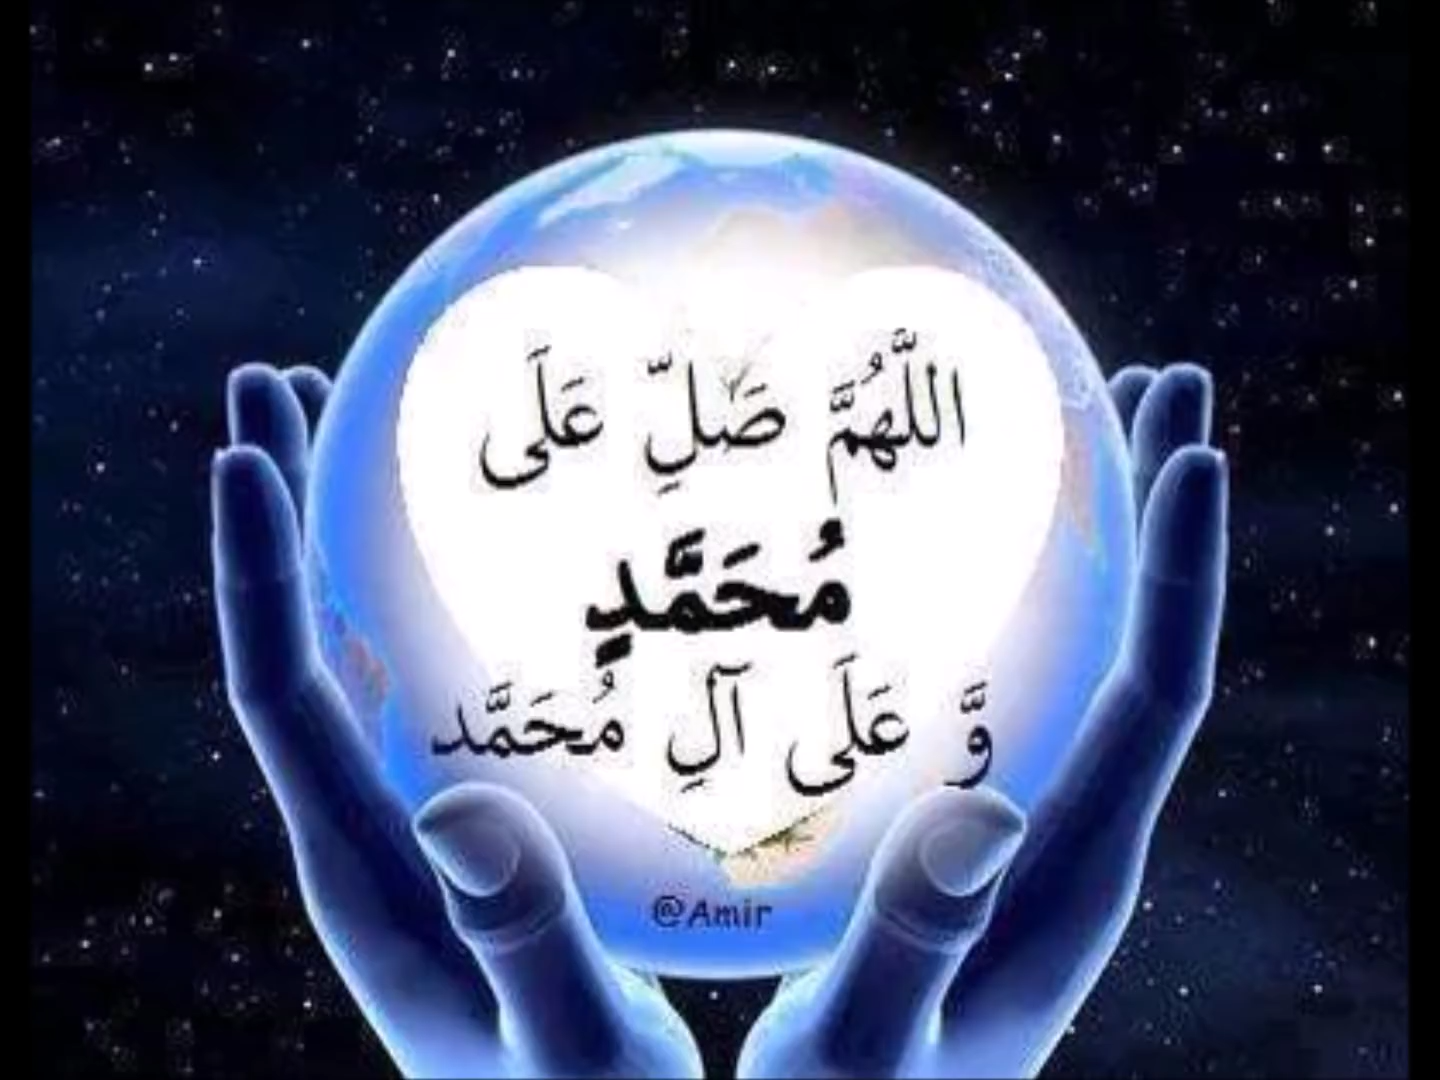 اللَّهُمَّ صَلِّ عَلَى
مُحَمَّدٍ
وَّ عَلَى آلِ مُحَمَّد
@Amir